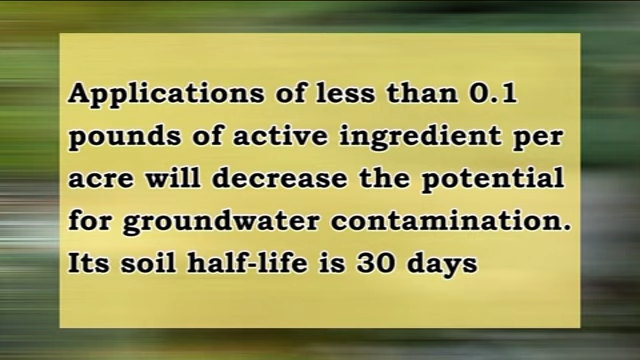 Applications of less than 0.1
pounds of active ingredient per
acre will decrease the potential
for groundwater contamination.
Its soil half-life is 30 days